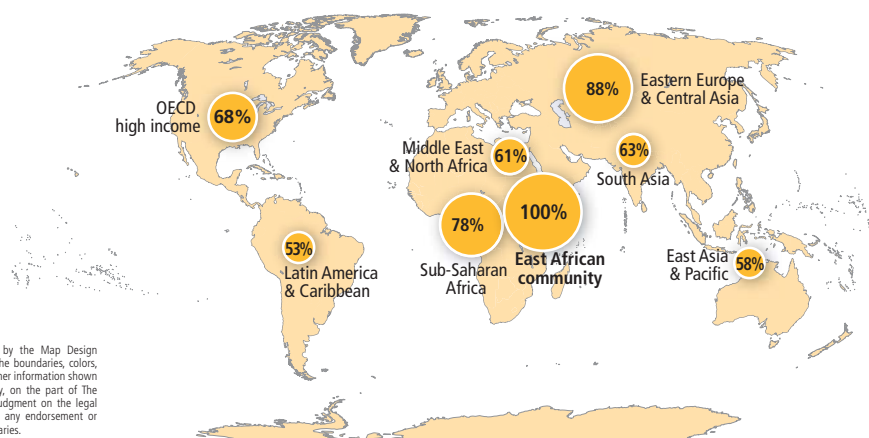 OECD
high income
68%
Eastern Europe
& Central Asia
88%
Middle East
& North Africa
61%
63%
South Asia
100%
East African
community
78%
Sub-Saharan
Africa
53%
Latin America
& Caribbean
East Asia
& Pacific
58%
by the Map Design
he boundaries, colors,
her information shown
y, on the part of The
udgment on the legal
any endorsement or
aries.